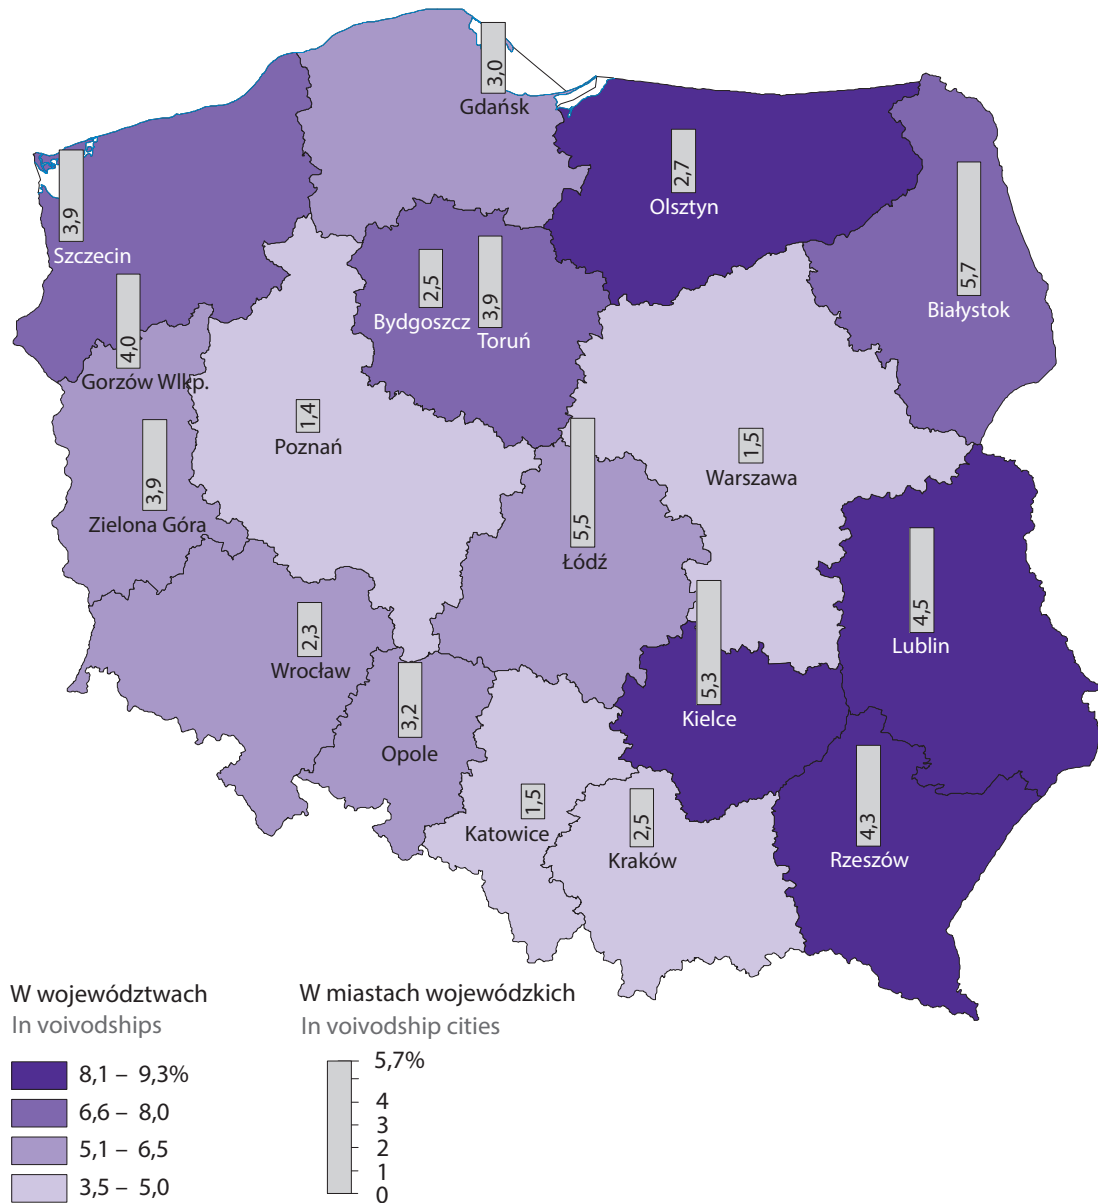 3,0
Gdańsk
2,7
Olsztyn
3,9
Szczecin
5,7
Białystok
2,5
Bydgoszcz
3,9
Toruń
4,0
Gorzów Wlkp.
1,4
Poznań
1,5
Warszawa
3,9
Zielona Góra
5,5
Łódź
4,5
Lublin
2,3
Wrocław
5,3
Kielce
3,2
Opole
1,5
Katowice
2,5
Kraków
4,3
Rzeszów
W województwach
In voivodships
8,1 – 9,3%
6,6 – 8,0
5,1 – 6,5
3,5 – 5,0
W miastach wojewódzkich
In voivodship cities
5,7%
4
3
2
1
0